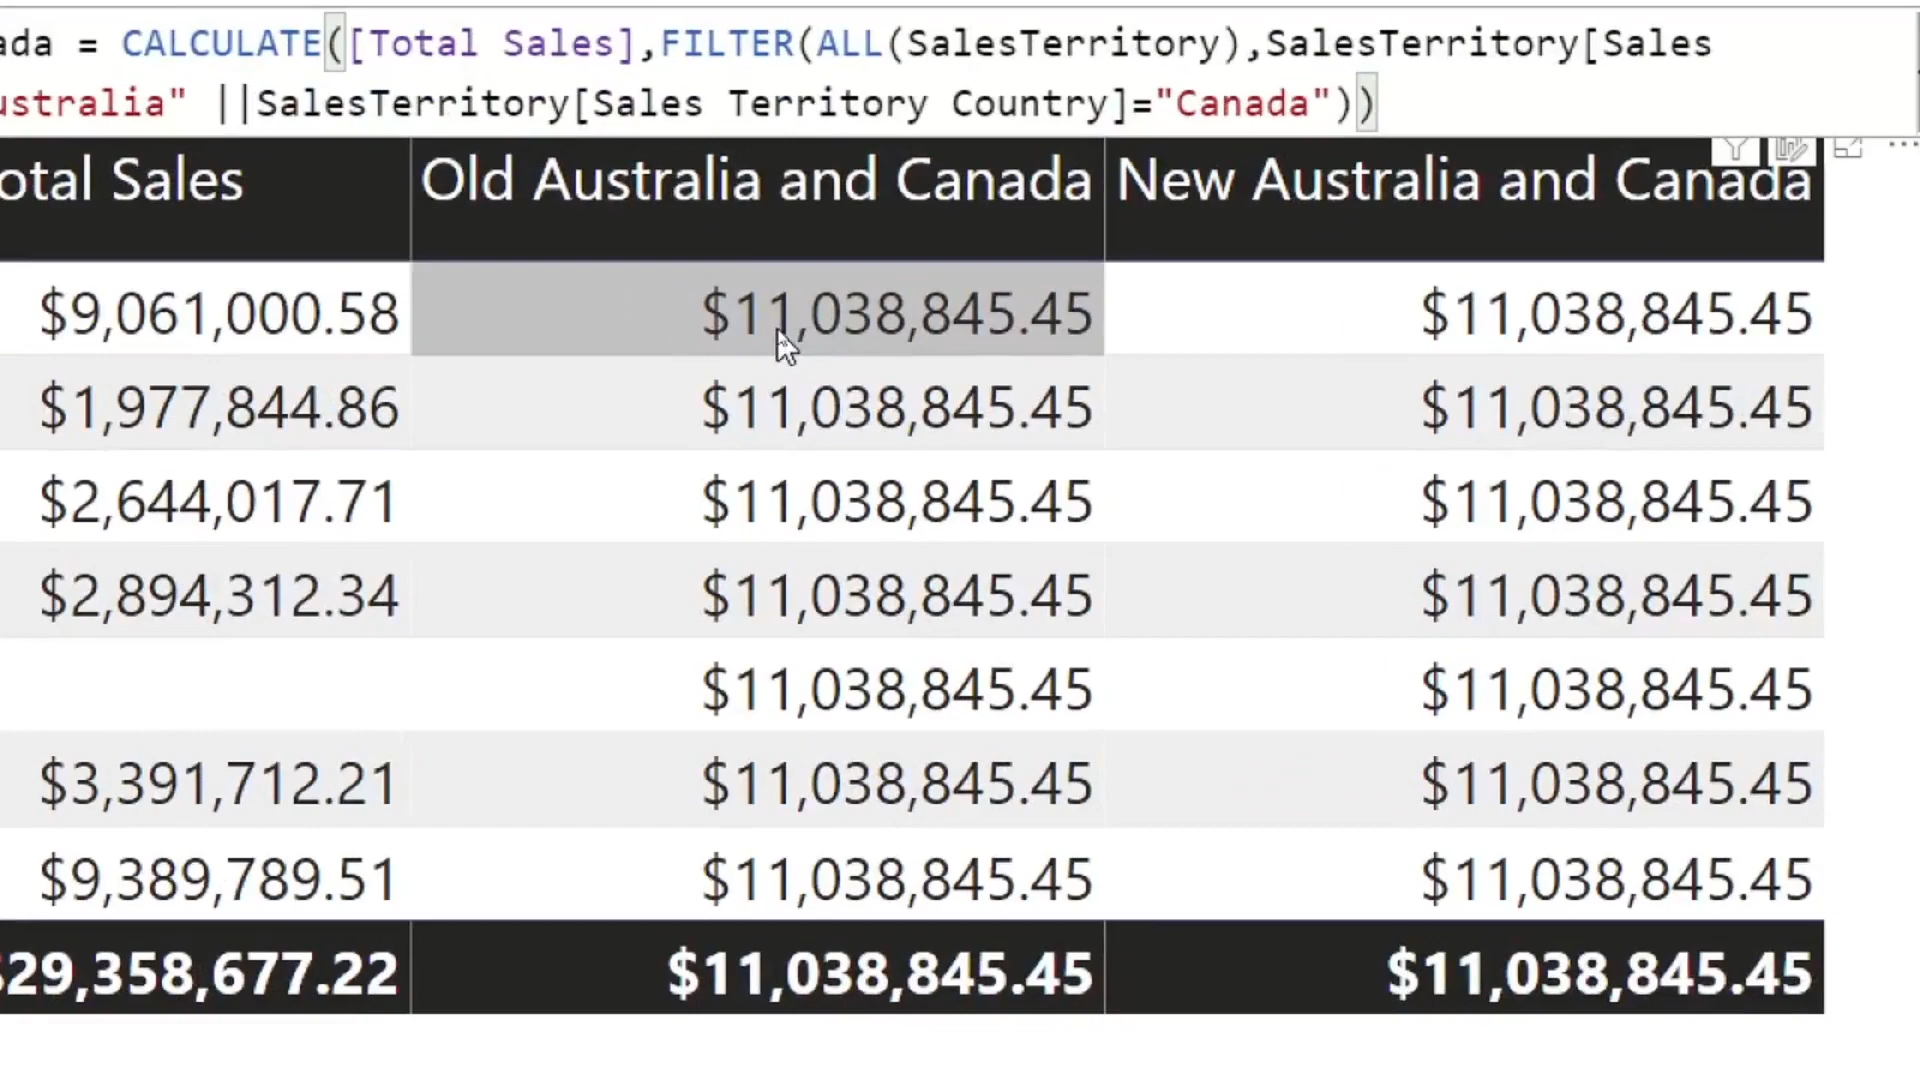 ada = CALCULATE([Total Sales],FILTER(ALL(SalesTerritory),SalesTerritory[Sales
ustralia" ||SalesTerritory[Sales Territory Country]="Canada"))
otal Sales Old Australia and Canada New Australia and Canada
$9,061,000.58 $11,038,845.45 $11,038,845.45
$1,977,844.86 $11,038,845.45 $11,038,845.45
$2,644,017.71 $11,038,845.45 $11,038,845.45
$2,894,312.34 $11,038,845.45 $11,038,845.45
$11,038,845.45 $11,038,845.45
$3,391,712.21 $11,038,845.45 $11,038,845.45
$9,389,789.51 $11,038,845.45 $11,038,845.45
$29,358,677.22 $11,038,845.45 $11,038,845.45